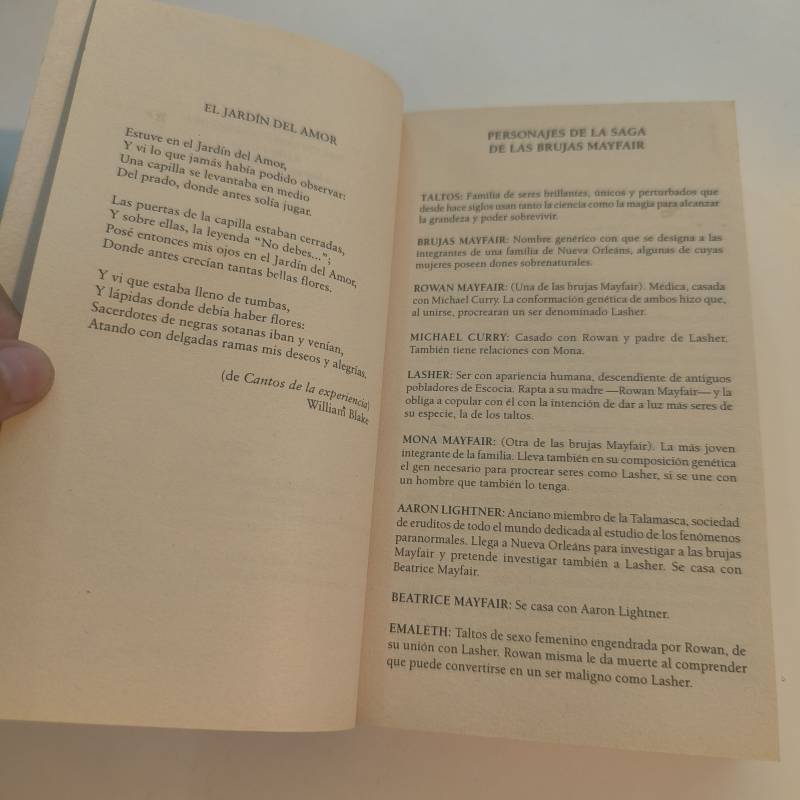 EL JARDÍN DEL AMOR
Estuve en el Jardín del Amor,
Y vi lo que jamás había podido observar:
Una capilla se levantaba en medio
Del prado, donde antes solía jugar.
Las puertas de la capilla estaban cerradas,
Y sobre ellas, la leyenda “No debes...”;
Posé entonces mis ojos en el Jardín del Amor,
Donde antes crecían tantas bellas flores.
Y vi que estaba lleno de tumbas,
Y lápidas donde debía haber flores:
Sacerdotes de negras sotanas iban y venían,
Atando con delgadas ramas mis deseos y alegrías.
(de Cantos de la experiencia)
William Blake
PERSONAJES DE LA SAGA
DE LAS BRUJAS MAYFAIR
TALTOS: Familia de seres brillantes, únicos y perturbados que
desde hace siglos usan tanto la ciencia como la magia para alcanzar
la grandeza y poder sobrevivir.
BRUJAS MAYFAIR: Nombre genérico con que se designa a las
integrantes de una familia de Nueva Orleáns, algunas de cuyas
mujeres poseen dones sobrenaturales.
ROWAN MAYFAIR: (Una de las brujas Mayfair). Médica, casada
con Michael Curry. La conformación genética de ambos hizo que,
al unirse, procrearan un ser denominado Lasher.
MICHAEL CURRY: Casado con Rowan y padre de Lasher.
También tiene relaciones con Mona.
LASHER: Ser con apariencia humana, descendiente de antiguos
pobladores de Escocia. Rapta a su madre —Rowan Mayfair— y la
obliga a copular con él con la intención de dar a luz más seres de
su especie, la de los taltos.
MONA MAYFAIR: (Otra de las brujas Mayfair). La más joven
integrante de la familia. Lleva también en su composición genética
el gen necesario para procrear seres como Lasher, si se une con
un hombre que también lo tenga.
AARON LIGHTNER: Anciano miembro de la Talamasca, sociedad
de eruditos de todo el mundo dedicada al estudio de los fenómenos
paranormales. Llega a Nueva Orleáns para investigar a las brujas
Mayfair y pretende investigar también a Lasher. Se casa con
Beatrice Mayfair.
BEATRICE MAYFAIR: Se casa con Aaron Lightner.
EMALETH: Taltos de sexo femenino engendrada por Rowan, de
su unión con Lasher. Rowan misma le da muerte al comprender
que puede convertirse en un ser maligno como Lasher.